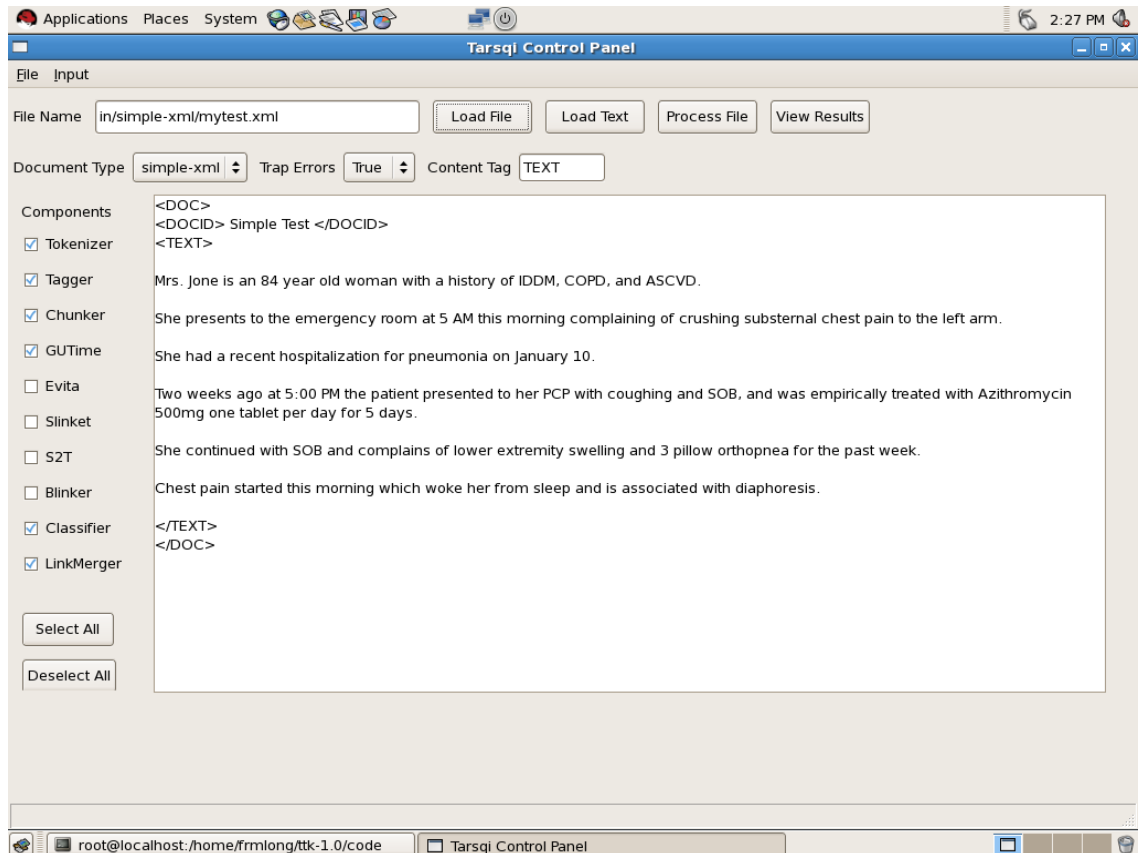 Applications Places System 2:27 PM
Tarsqi Control Panel
File Input
File Name in/simple-xml/mytest.xml Load File Load Text Process File View Results
Document Type simple-xml Trap Errors True Content Tag TEXT
Components
Tokenizer
Tagger
Chunker
GUTime
Evita
Slinket
S2T
Blinker
Classifier
LinkMerger
Select All
Deselect All
<DOC>
<DOCID> Simple Test </DOCID>
<TEXT>
Mrs. Jone is an 84 year old woman with a history of IDDM, COPD, and ASCVD.
She presents to the emergency room at 5 AM this morning complaining of crushing substernal chest pain to the left arm.
She had a recent hospitalization for pneumonia on January 10.
Two weeks ago at 5:00 PM the patient presented to her PCP with coughing and SOB, and was empirically treated with Azithromycin
500mg one tablet per day for 5 days.
She continued with SOB and complains of lower extremity swelling and 3 pillow orthopnea for the past week.
Chest pain started this morning which woke her from sleep and is associated with diaphoresis.
</TEXT>
</DOC>
root@localhost:/home/frmlong/ttk-1.0/code Tarsqi Control Panel